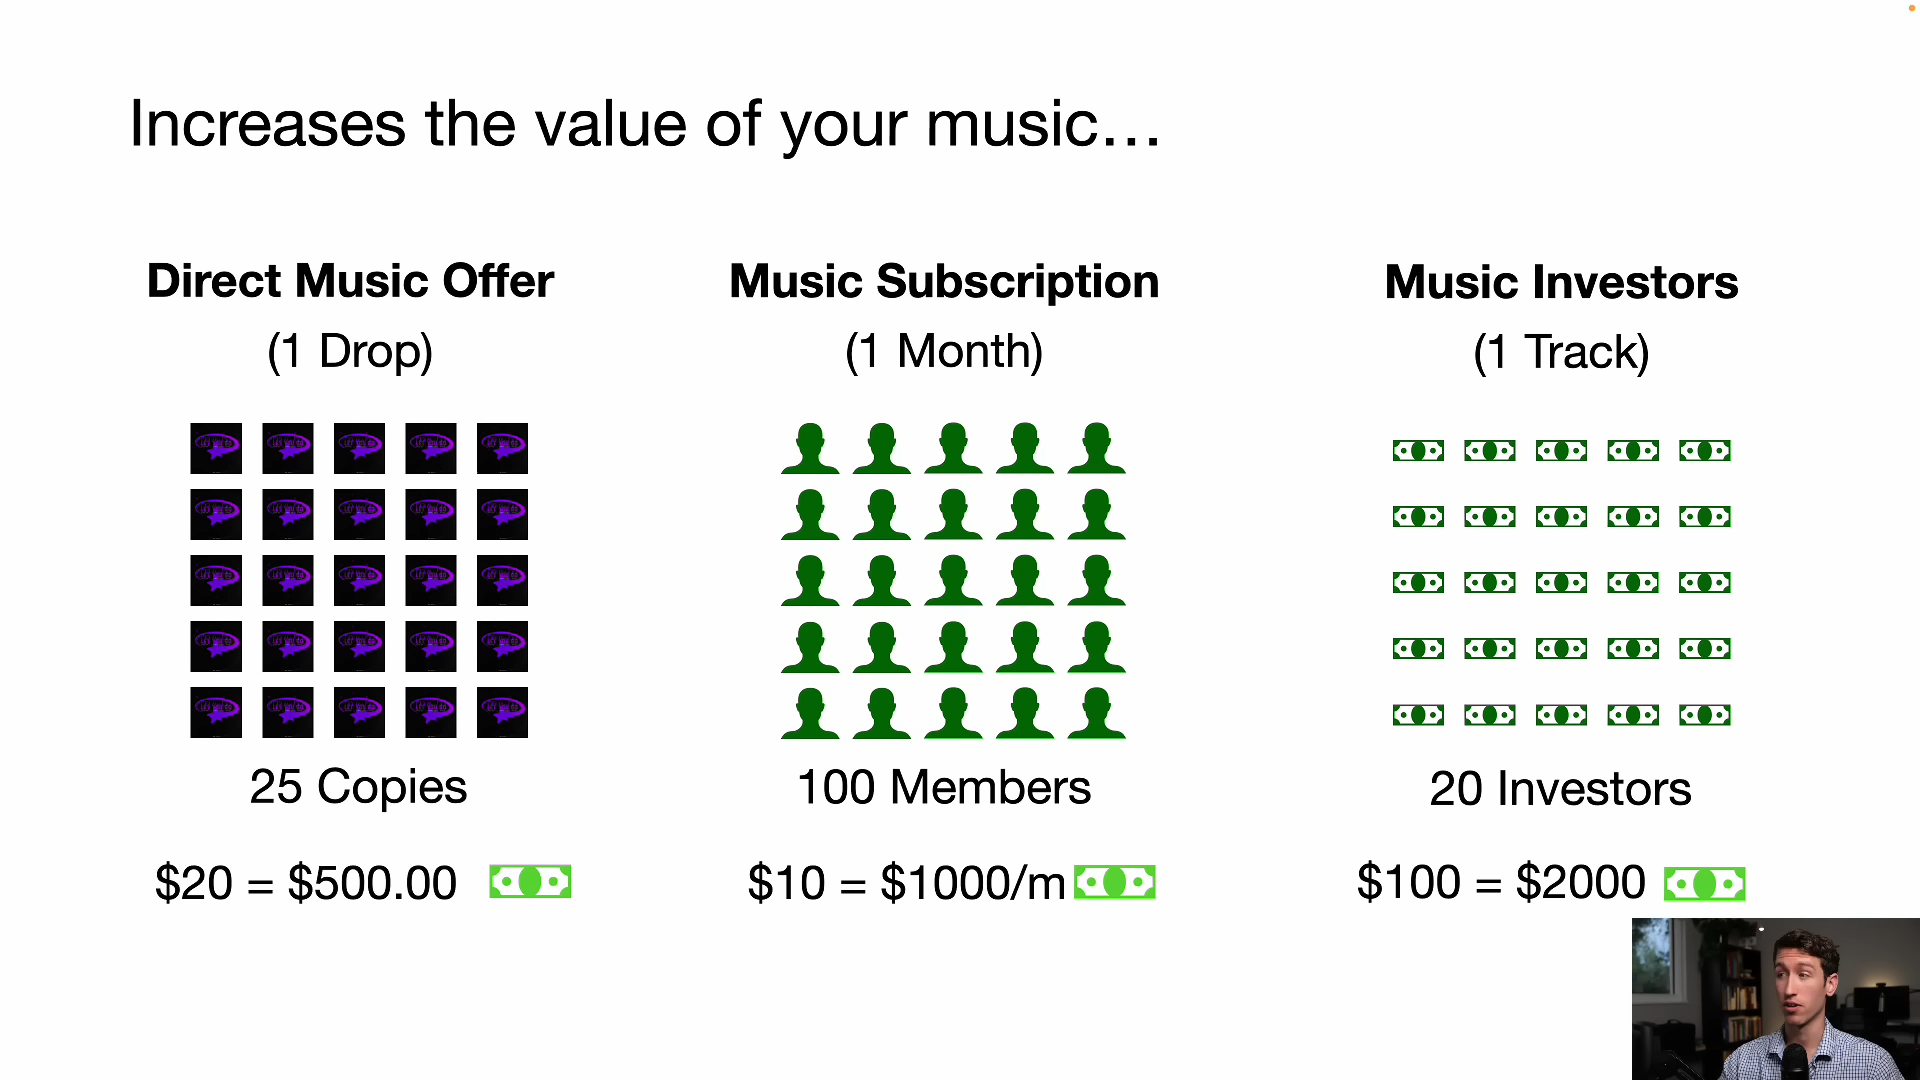 Increases the value of your music…
Direct Music Offer
(1 Drop)
25 Copies
$20 = $500.00
Music Subscription
(1 Month)
100 Members
$10 = $1000/m
Music Investors
(1 Track)
20 Investors
$100 = $2000